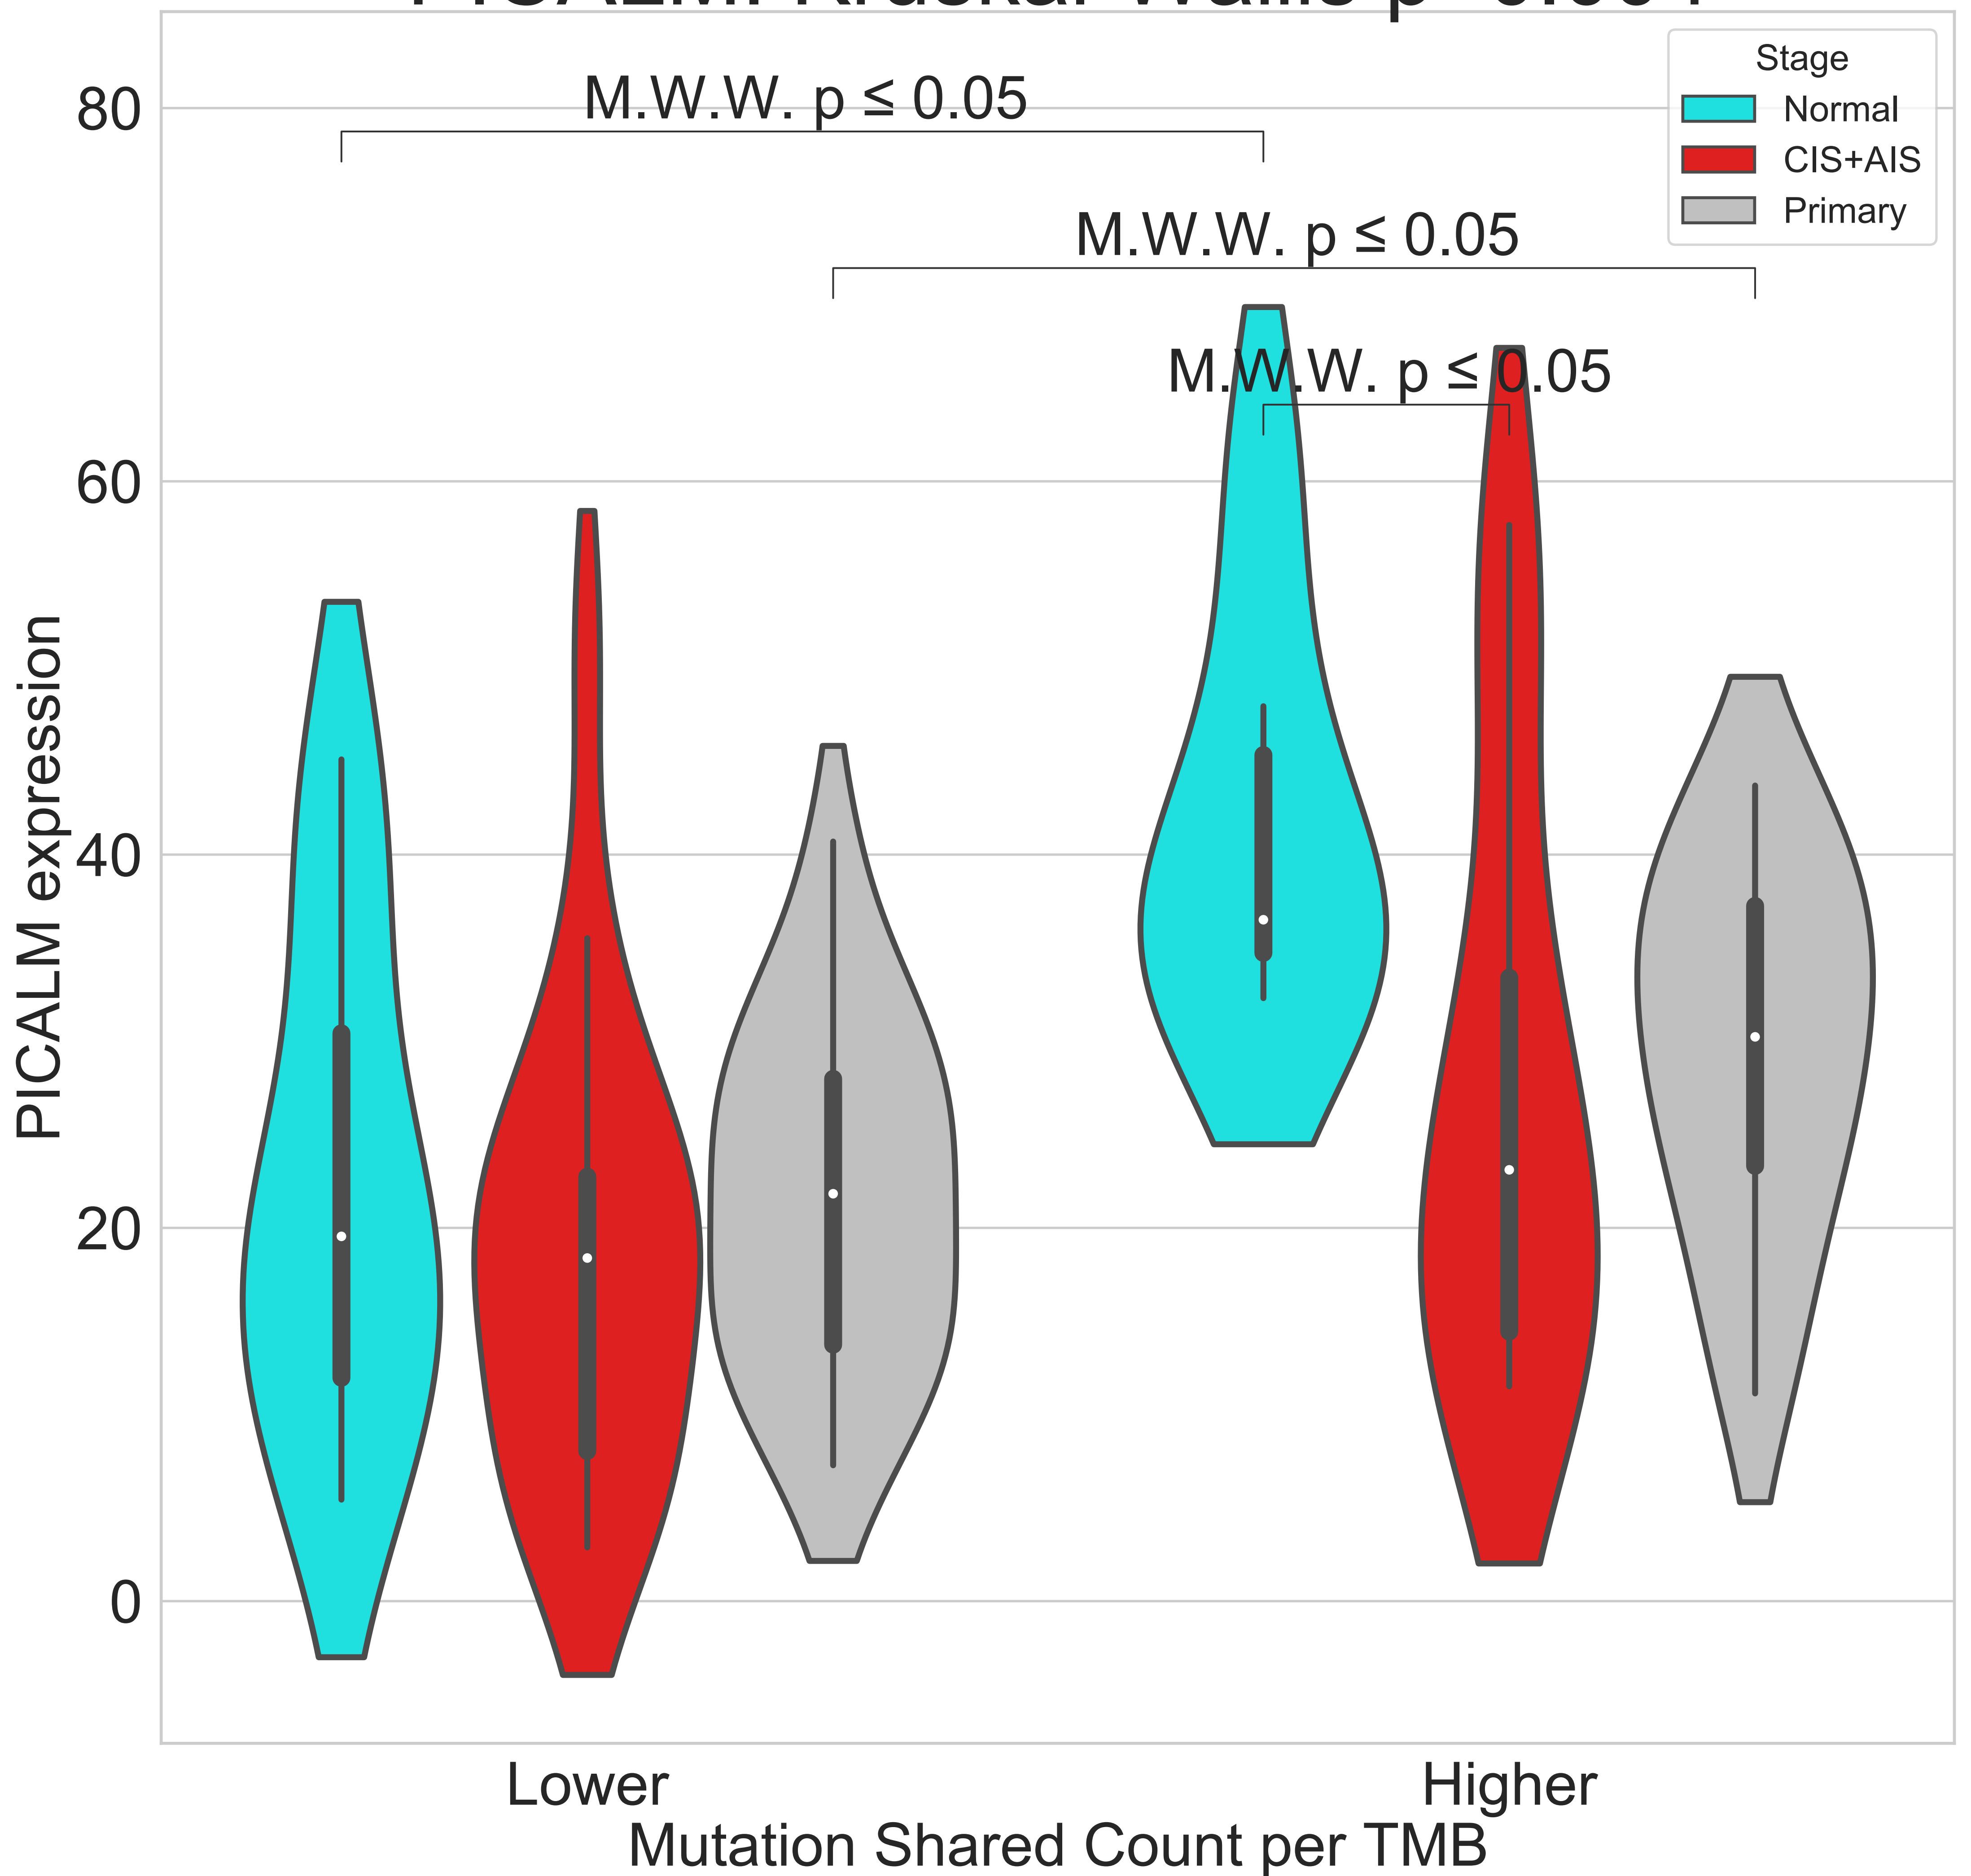 M.W.W. p ≤ 0.05
M.W.W. p ≤ 0.05
M.W.W. p ≤ 0.05
Stage
Normal
CIS+AIS
Primary
80
60
40
20
0
PICALM expression
Lower
Higher
Mutation Shared Count per TMB